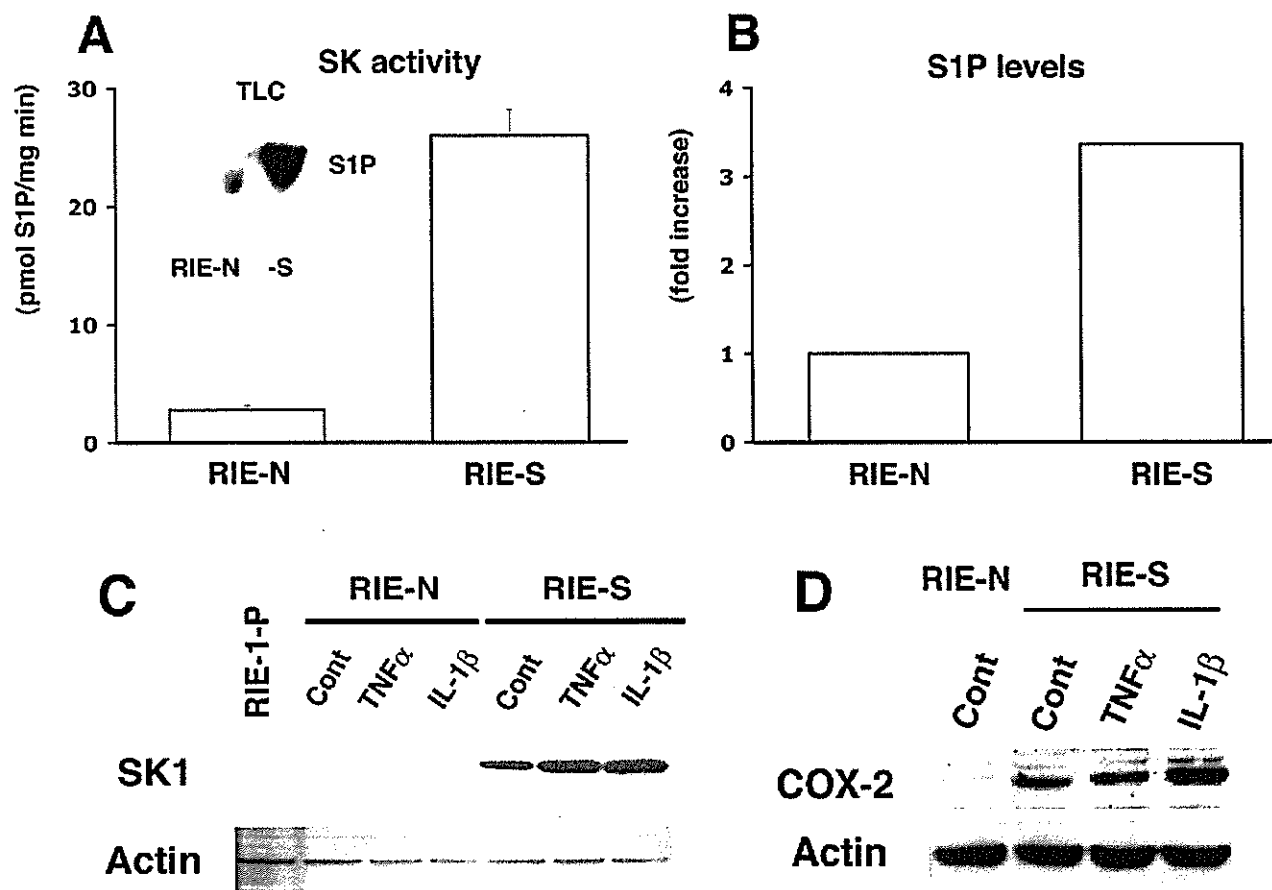 A
SK activity
(pmol S1P/mg min)
30
20
10
0
TLC
S1P
RIE-N -S
RIE-N RIE-S
B
S1P levels
(fold increase)
4
3
2
1
0
RIE-N RIE-S
C
RIE-1-P
RIE-N RIE-S
Cont TNFα IL-1β Cont TNFα IL-1β
SK1
Actin
D
RIE-N RIE-S
Cont Cont TNFα IL-1β
COX-2
Actin